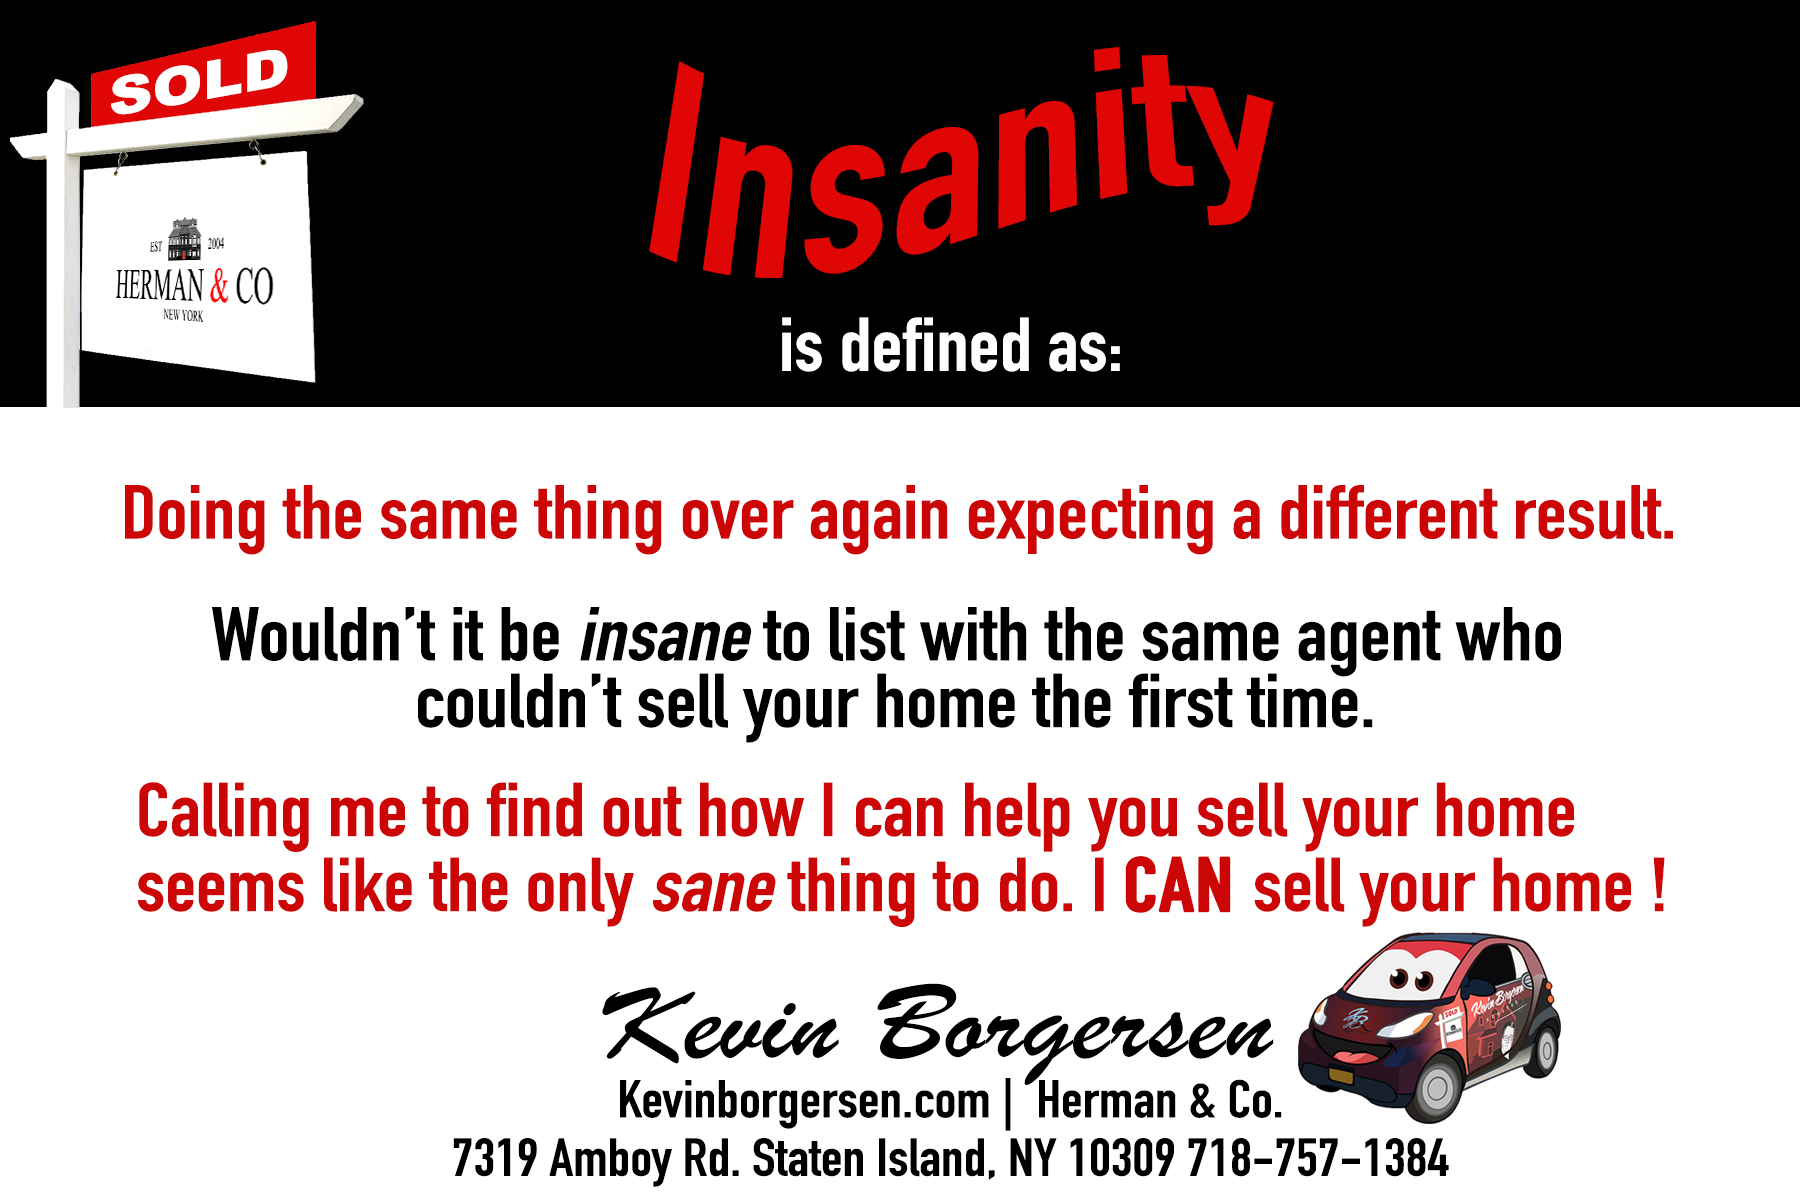 SOLD
EST 2004
HERMAN & CO
NEW YORK
Insanity
is defined as:
Doing the same thing over again expecting a different result.
Wouldn’t it be insane to list with the same agent who
couldn’t sell your home the first time.
Calling me to find out how I can help you sell your home
seems like the only sane thing to do. I CAN sell your home !
Kevin Borgersen
Kevin Borgersen
SOLD
Kevinborgersen.com | Herman & Co.
7319 Amboy Rd. Staten Island, NY 10309 718-757-1384